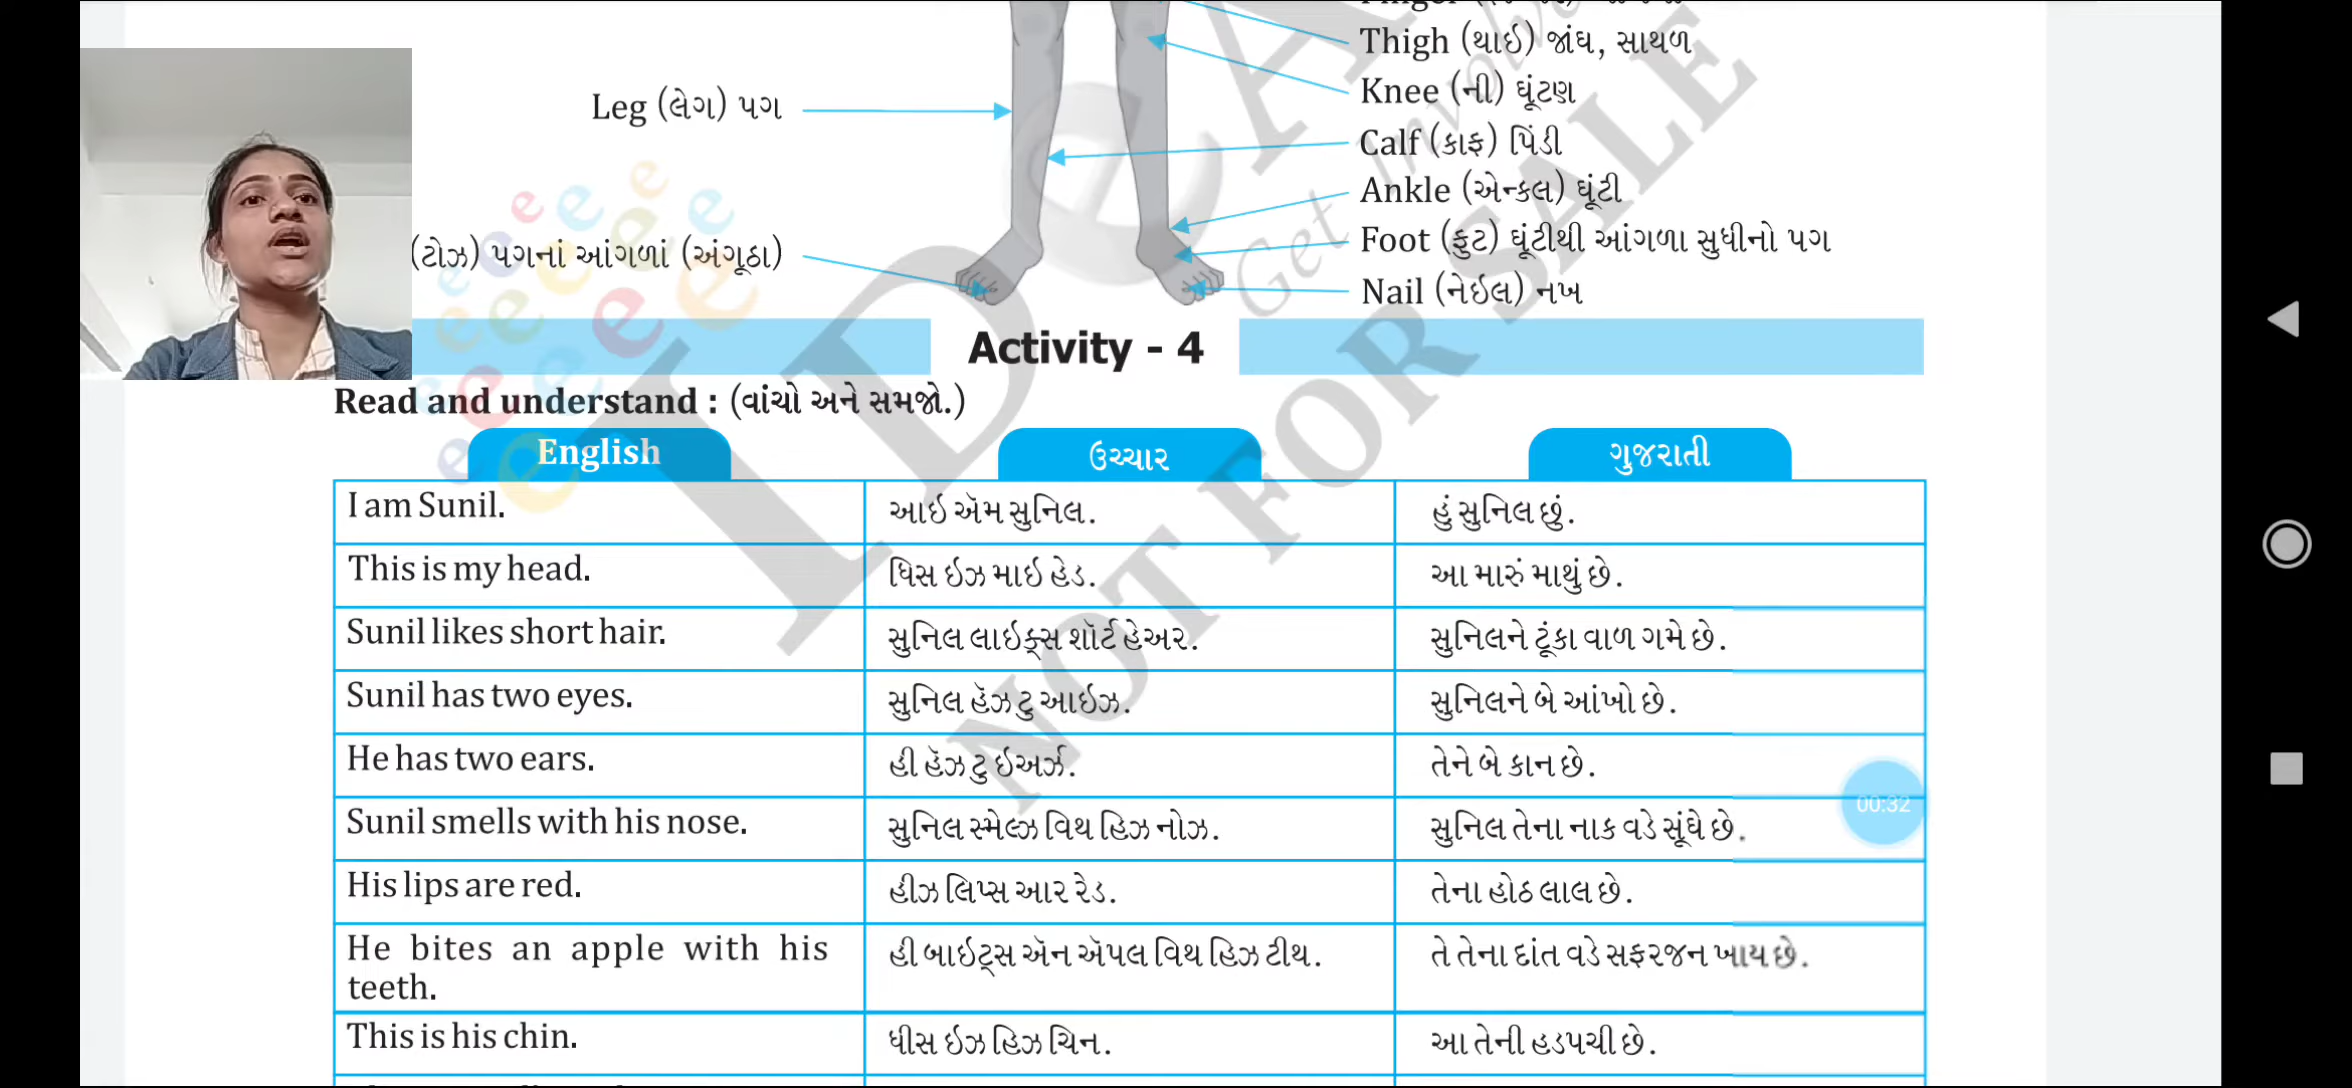 Thigh (થાઈ) જાંઘ, સાથળ
Leg (લેગ) પગ
Knee (ની) ઘૂંટણ
Calf (કાફ) પિંડી
Ankle (એન્કલ) ઘૂંટી
(ટોઝ) પગનાં આંગળાં (અંગૂઠા)
Foot (ફુટ) ઘૂંટીથી આંગળા સુધીનો પગ
Nail (નેઇલ) નખ
Activity - 4
Read and understand : (વાંચો અને સમજો.)
English ઉચ્ચાર ગુજરાતી
I am Sunil. આઇ ઍમ સુનિલ. હું સુનિલ છું.
This is my head. ધિસ ઇઝ માઇ હેડ. આ મારું માથું છે.
Sunil likes short hair. સુનિલ લાઇક્સ શૉર્ટ હેઅર. સુનિલને ટૂંકા વાળ ગમે છે.
Sunil has two eyes. સુનિલ હૅઝ ટુ આઇઝ. સુનિલને બે આંખો છે.
He has two ears. હી હૅઝ ટુ ઇઅર્ઝ. તેને બે કાન છે.
00:32
Sunil smells with his nose. સુનિલ સ્મેલ્ઝ વિથ હિઝ નોઝ. સુનિલ તેના નાક વડે સૂંઘે છે.
His lips are red. હીઝ લિપ્સ આર રેડ. તેના હોઠ લાલ છે.
He bites an apple with his હી બાઇટ્સ ઍન ઍપલ વિથ હિઝ ટીથ. તે તેના દાંત વડે સફરજન ખાય છે.
teeth.
This is his chin. ધીસ ઇઝ હિઝ ચિન. આ તેની હડપચી છે.
Get
NOT FOR SALE